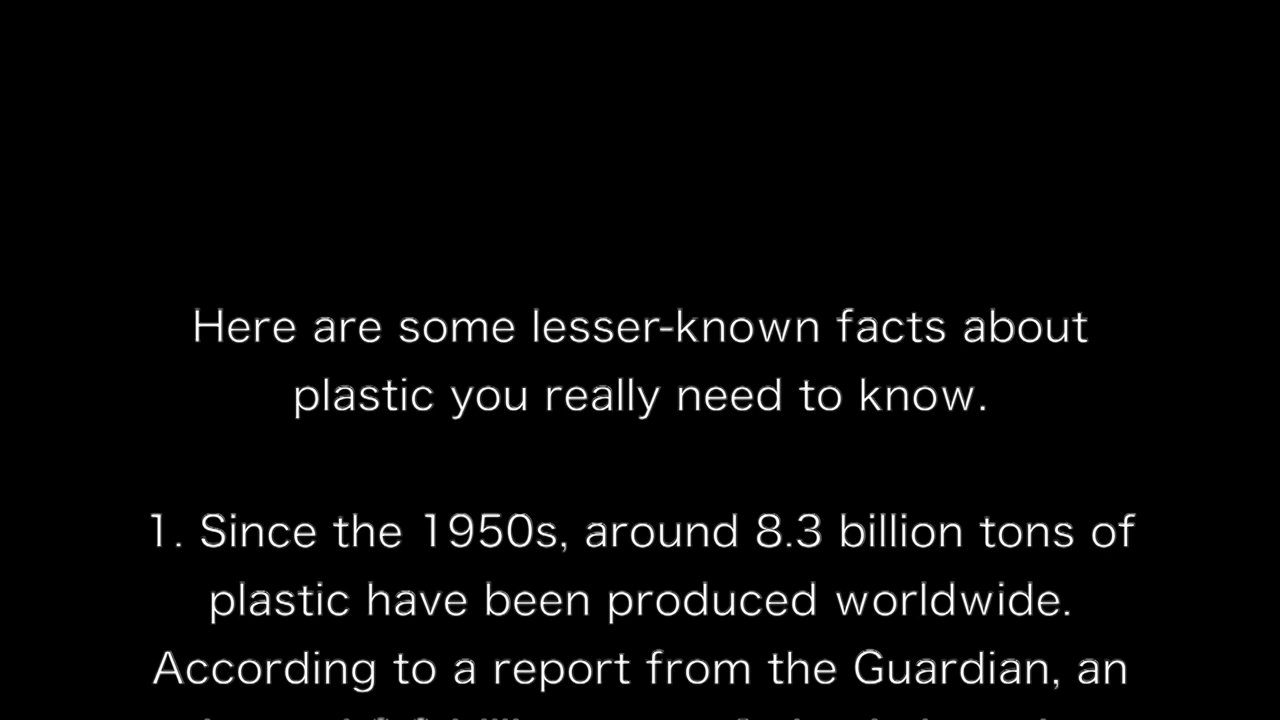 Here are some lesser-known facts about
plastic you really need to know.
1. Since the 1950s, around 8.3 billion tons of
plastic have been produced worldwide.
According to a report from the Guardian, an